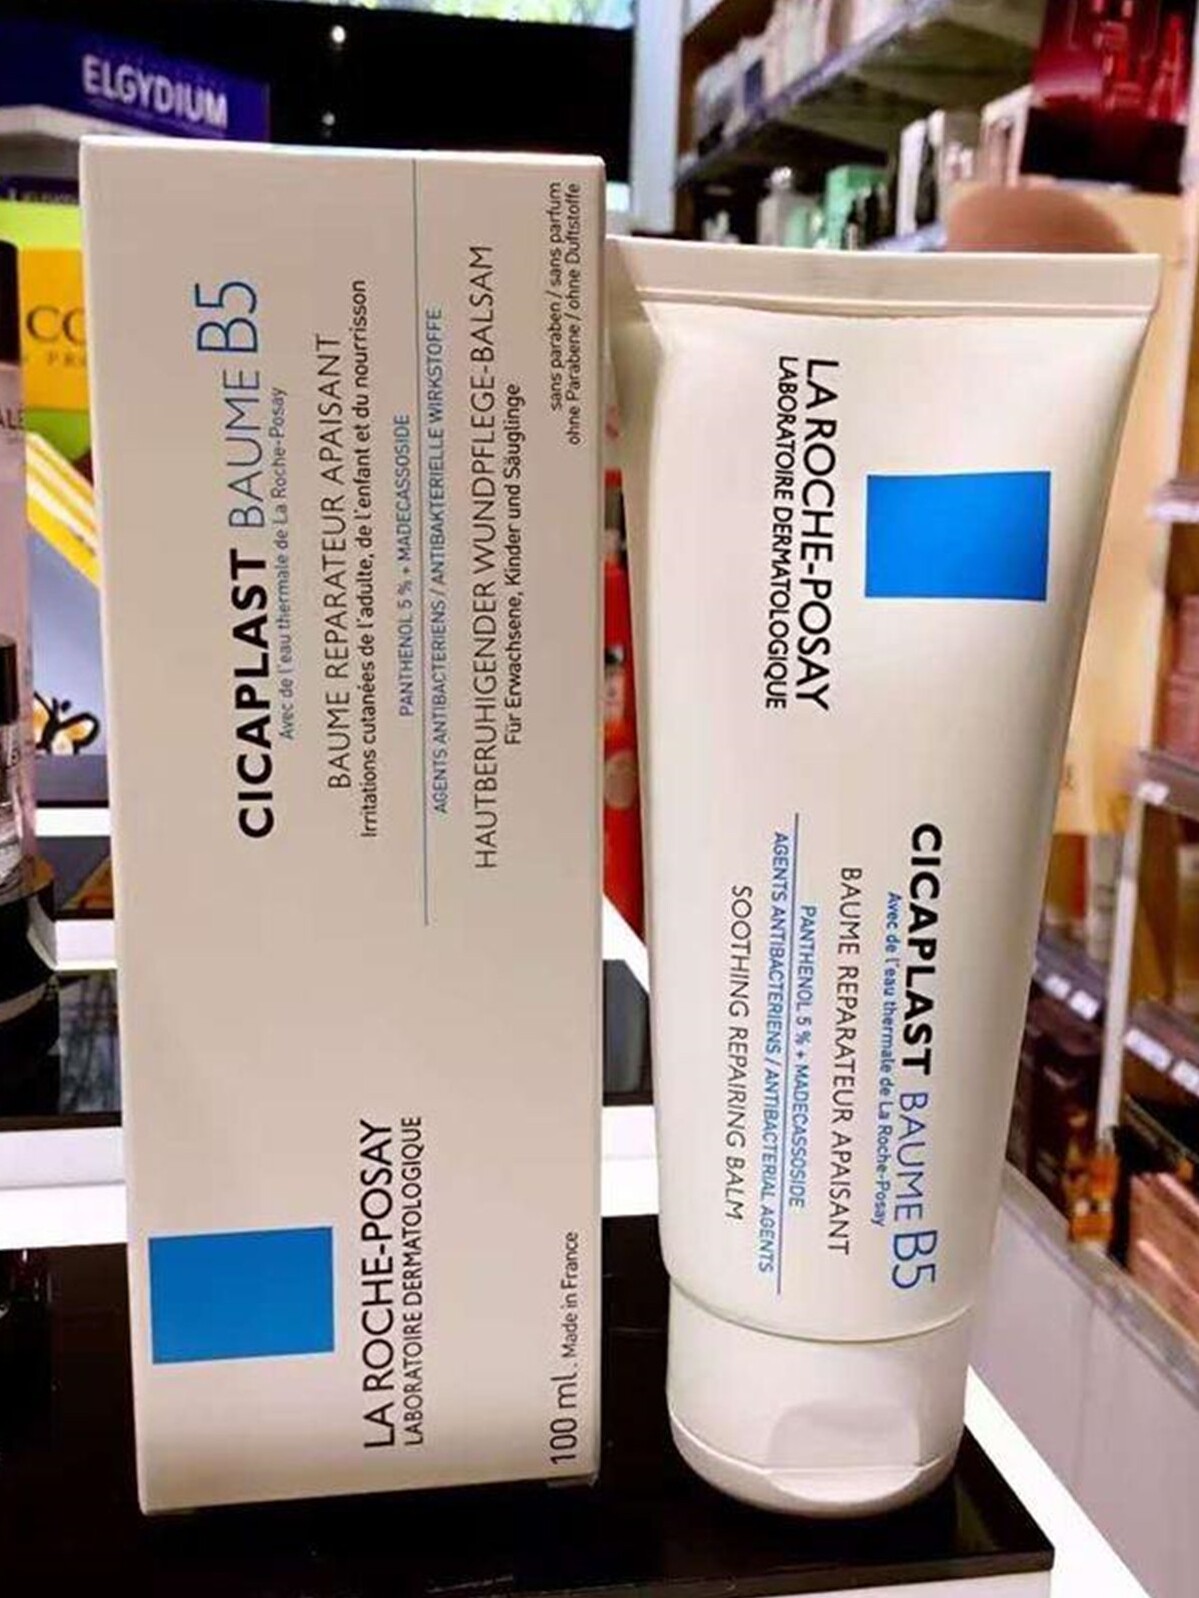 ELGYDIUM
CICAPLAST BAUME B5
Avec de l'eau thermale de La Roche-Posay
BAUME REPARATEUR APAISANT
Irritations cutanées de l'adulte, de l'enfant et du nourrisson
PANTHENOL 5 % + MADECASSOSIDE
AGENTS ANTIBACTERIENS / ANTIBAKTERIELLE WIRKSTOFFE
HAUTBERUHIGENDER WUNDPFLEGE-BALSAM
Für Erwachsene, Kinder und Säuglinge
sans paraben / sans parfum
ohne Parabene / ohne Duftstoffe
LA ROCHE-POSAY
LABORATOIRE DERMATOLOGIQUE
100 ml. Made in France
LA ROCHE-POSAY
LABORATOIRE DERMATOLOGIQUE
CICAPLAST BAUME B5
Avec de l'eau thermale de La Roche-Posay
BAUME REPARATEUR APAISANT
PANTHENOL 5 % + MADECASSOSIDE
AGENTS ANTIBACTERIENS / ANTIBACTERIAL AGENTS
SOOTHING REPAIRING BALM